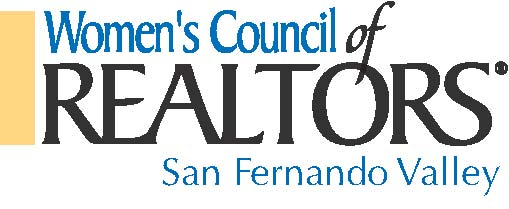 Women's Council of
REALTORS®
San Fernando Valley